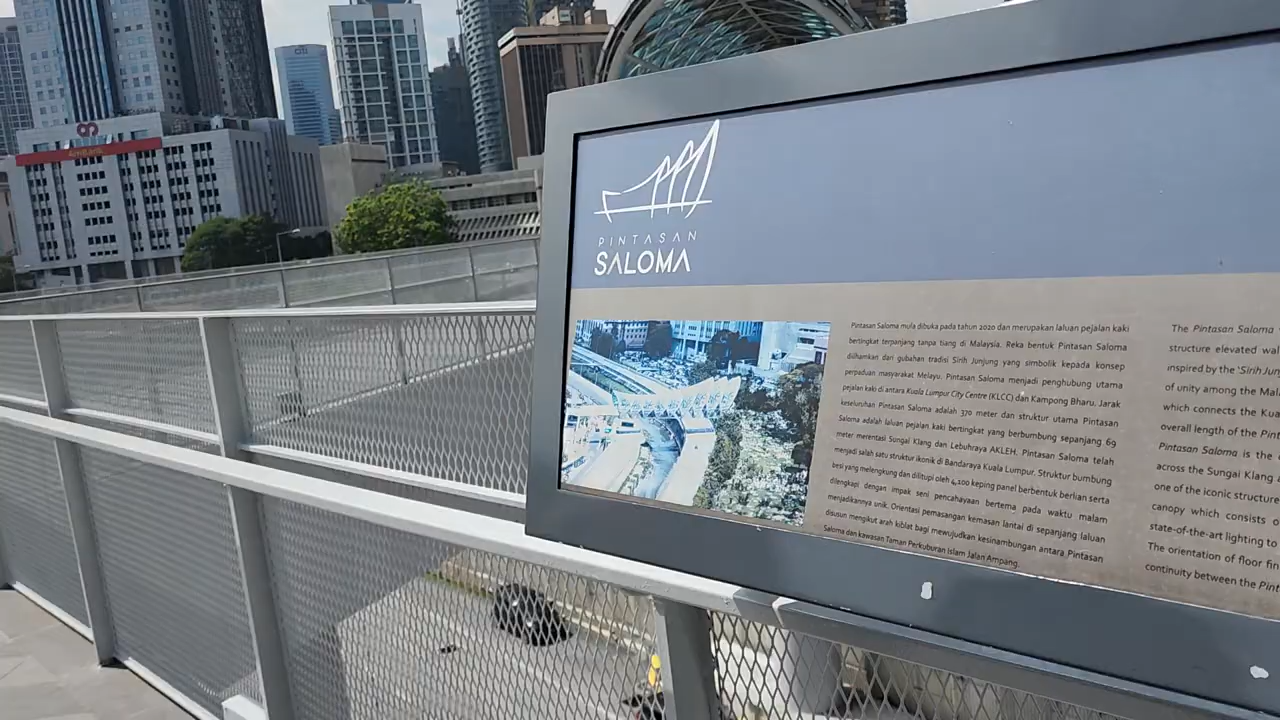 citi
AmBank
PINTASAN
SALOMA
Pintasan Saloma mula dibuka pada tahun 2020 dan merupakan laluan pejalan kaki
bertingkat terpanjang tanpa tiang di Malaysia. Reka bentuk Pintasan Saloma
diilhamkan dari gubahan tradisi Sirih Junjung yang simbolik kepada konsep
perpaduan masyarakat Melayu. Pintasan Saloma menjadi penghubung utama
pejalan kaki di antara Kuala Lumpur City Centre (KLCC) dan Kampong Bharu. Jarak
keseluruhan Pintasan Saloma adalah 370 meter dan struktur utama Pintasan
Saloma adalah laluan pejalan kaki bertingkat yang berbumbung sepanjang 69
meter merentasi Sungai Klang dan Lebuhraya AKLEH. Pintasan Saloma telah
menjadi salah satu struktur ikonik di Bandaraya Kuala Lumpur. Struktur bumbung
besi yang melengkung dan dilitupi oleh 4,100 keping panel berbentuk berlian serta
dilengkapi dengan impak seni pencahayaan bertema pada waktu malam
menjadikannya unik. Orientasi pemasangan kemasan lantai di sepanjang laluan
disusun mengikut arah kiblat bagi mewujudkan kesinambungan antara Pintasan
Saloma dan kawasan Taman Perkuburan Islam Jalan Ampang.
The Pintasan Saloma
structure elevated wal
inspired by the 'Sirih Jun
of unity among the Mal
which connects the Kua
overall length of the Pint
Pintasan Saloma is the
across the Sungai Klang
one of the iconic structure
canopy which consists o
state-of-the-art lighting to
The orientation of floor fin
continuity between the Pint